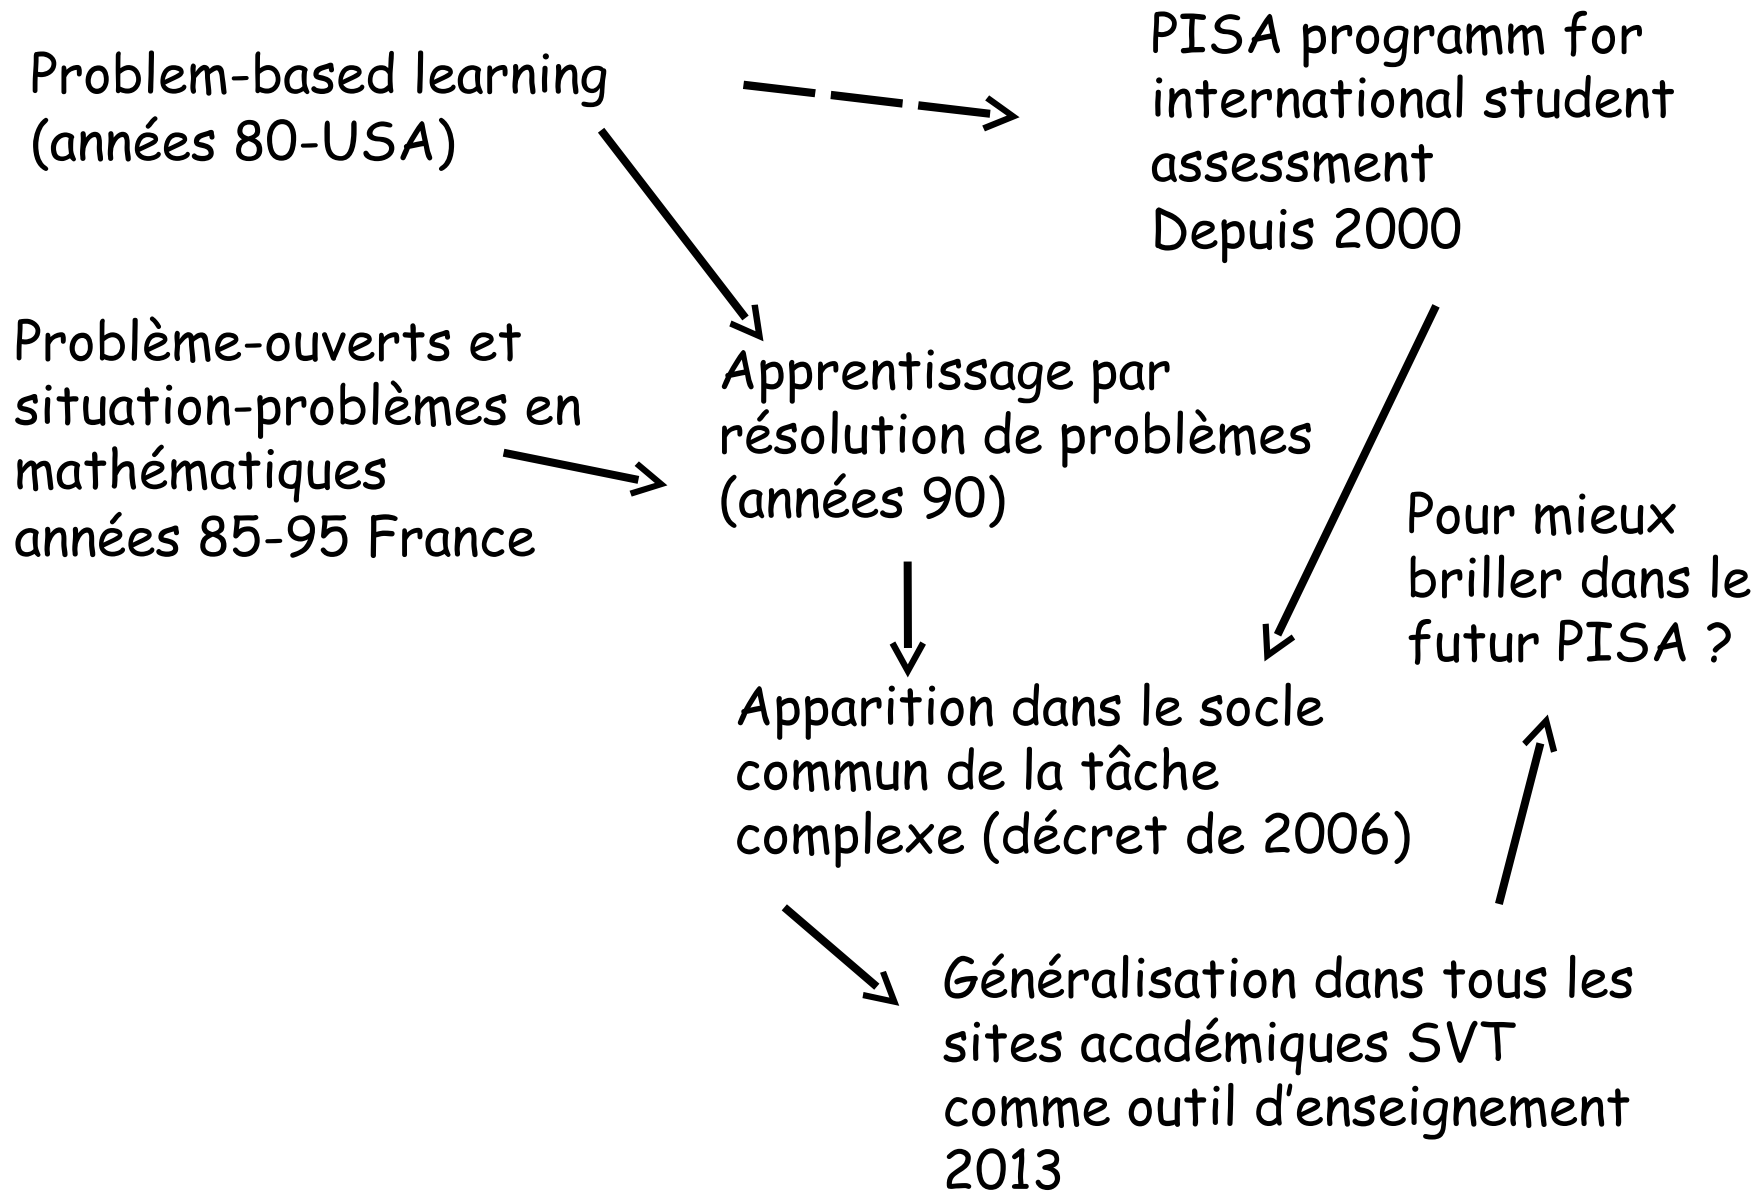 Problem-based learning
(années 80-USA)
PISA programm for
international student
assessment
Depuis 2000
Problème-ouverts et
situation-problèmes en
mathématiques
années 85-95 France
Apprentissage par
résolution de problèmes
(années 90)
Pour mieux
briller dans le
futur PISA ?
Apparition dans le socle
commun de la tâche
complexe (décret de 2006)
Généralisation dans tous les
sites académiques SVT
comme outil d’enseignement
2013